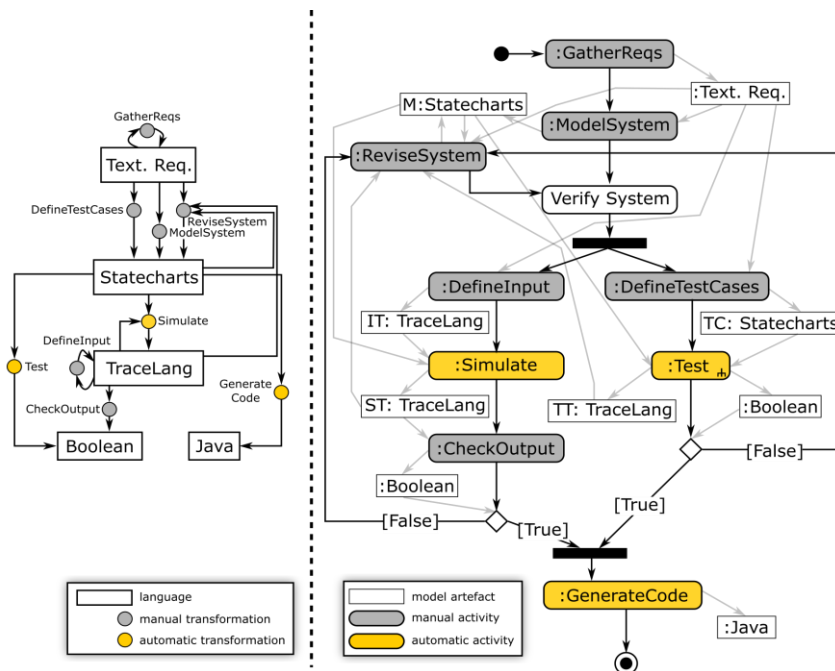 GatherReqs
Text. Req.
DefineTestCases
ReviseSystem
ModelSystem
Statecharts
Simulate
DefineInput
TraceLang
Test
Generate
Code
CheckOutput
Boolean
Java
language
manual transformation
automatic transformation
:GatherReqs
:Text. Req.
M:Statecharts
:ModelSystem
:ReviseSystem
Verify System
:DefineInput
:DefineTestCases
IT: TraceLang
TC: Statecharts
:Simulate
:Test
ST: TraceLang
TT: TraceLang
:Boolean
:CheckOutput
:Boolean
[False]
[True]
[True]
[False]
:GenerateCode
:Java
model artefact
manual activity
automatic activity